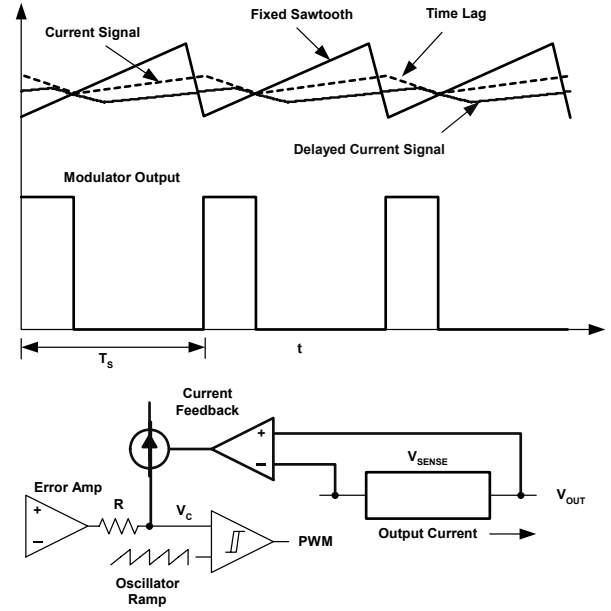 Fixed Sawtooth
Time Lag
Current Signal
Delayed Current Signal
Modulator Output
T_S
t
Current
Feedback
+
−
V_SENSE
V_OUT
Output Current
Error Amp
+
−
R
V_C
PWM
Oscillator
Ramp